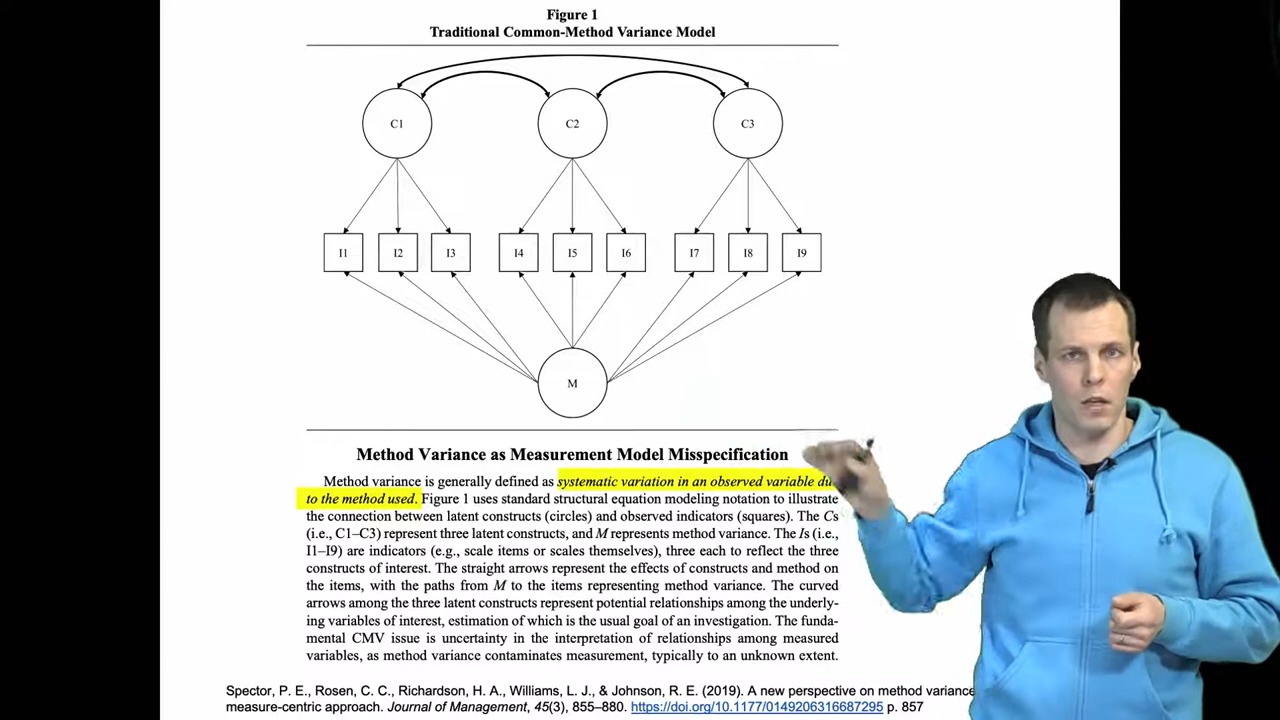 Figure 1
Traditional Common-Method Variance Model
C1 C2 C3
I1 I2 I3 I4 I5 I6 I7 I8 I9
M
Method Variance as Measurement Model Misspecification
Method variance is generally defined as systematic variation in an observed variable du
to the method used. Figure 1 uses standard structural equation modeling notation to illustrate
the connection between latent constructs (circles) and observed indicators (squares). The Cs
(i.e., C1–C3) represent three latent constructs, and M represents method variance. The Is (i.e.,
I1–I9) are indicators (e.g., scale items or scales themselves), three each to reflect the three
constructs of interest. The straight arrows represent the effects of constructs and method on
the items, with the paths from M to the items representing method variance. The curved
arrows among the three latent constructs represent potential relationships among the underly-
ing variables of interest, estimation of which is the usual goal of an investigation. The funda-
mental CMV issue is uncertainty in the interpretation of relationships among measured
variables, as method variance contaminates measurement, typically to an unknown extent.
Spector, P. E., Rosen, C. C., Richardson, H. A., Williams, L. J., & Johnson, R. E. (2019). A new perspective on method variance
measure-centric approach. Journal of Management, 45(3), 855–880. https://doi.org/10.1177/0149206316687295 p. 857